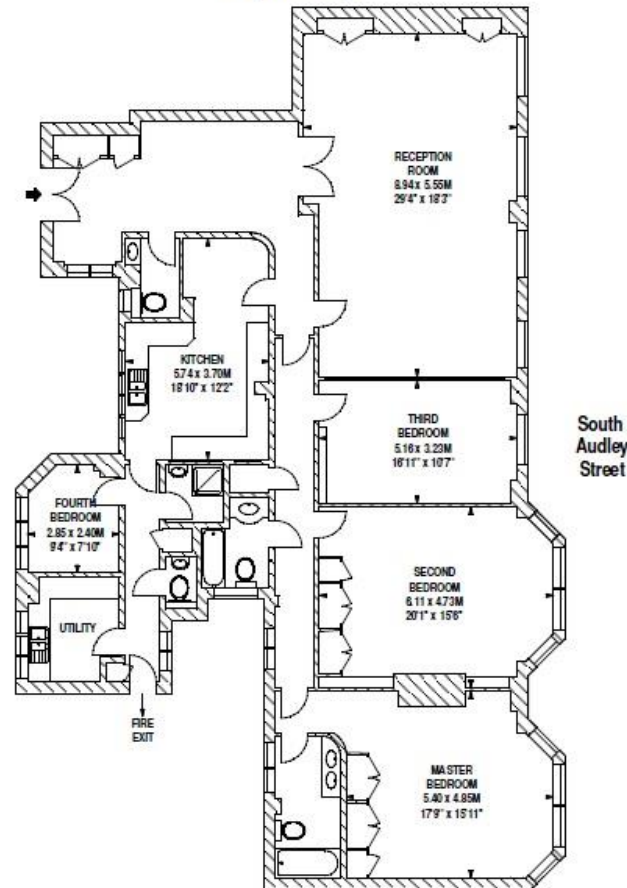 RECEPTION
ROOM
8.94 x 5.55M
29'4" x 18'3"
KITCHEN
5.74 x 3.70M
18'10" x 12'2"
THIRD
BEDROOM
5.16 x 3.23M
16'11" x 10'7"
South
Audley
Street
FOURTH
BEDROOM
2.85 x 2.40M
9'4" x 7'10"
SECOND
BEDROOM
6.11 x 4.73M
20'1" x 15'6"
UTILITY
FIRE
EXIT
MASTER
BEDROOM
5.40 x 4.85M
17'9" x 15'11"